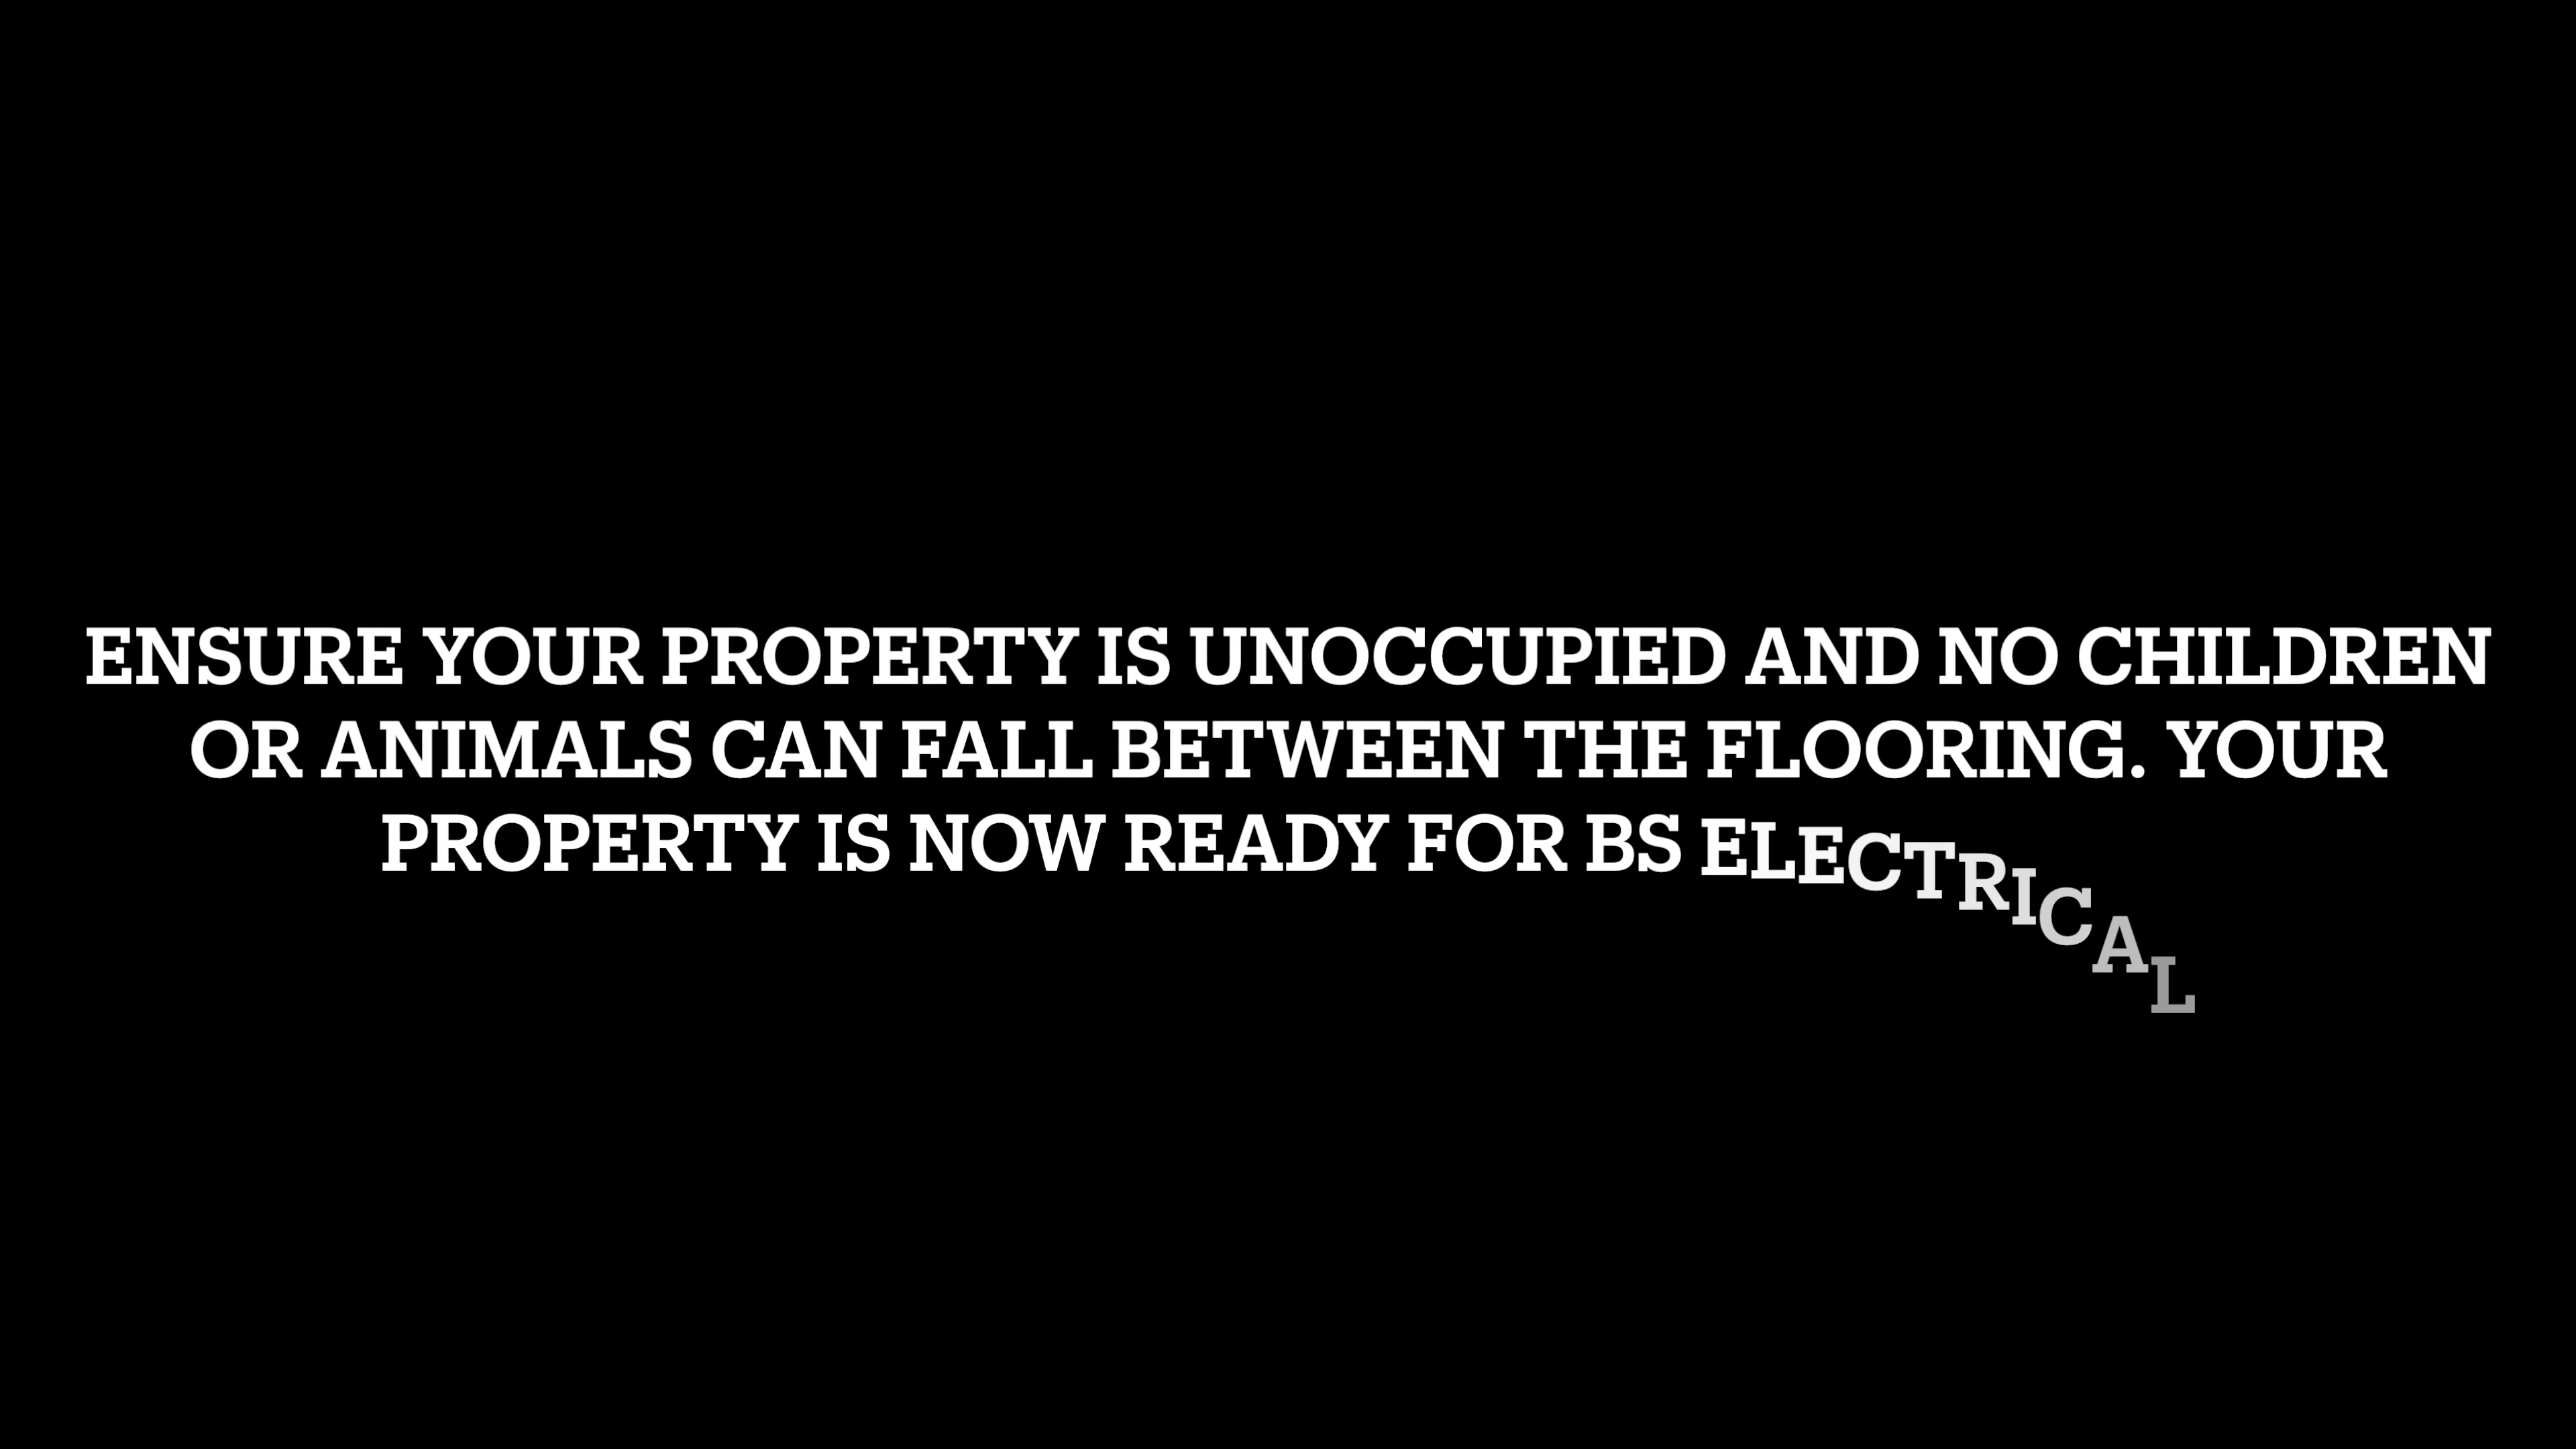 ENSURE YOUR PROPERTY IS UNOCCUPIED AND NO CHILDREN
OR ANIMALS CAN FALL BETWEEN THE FLOORING. YOUR
PROPERTY IS NOW READY FOR BS ELECTRICAL